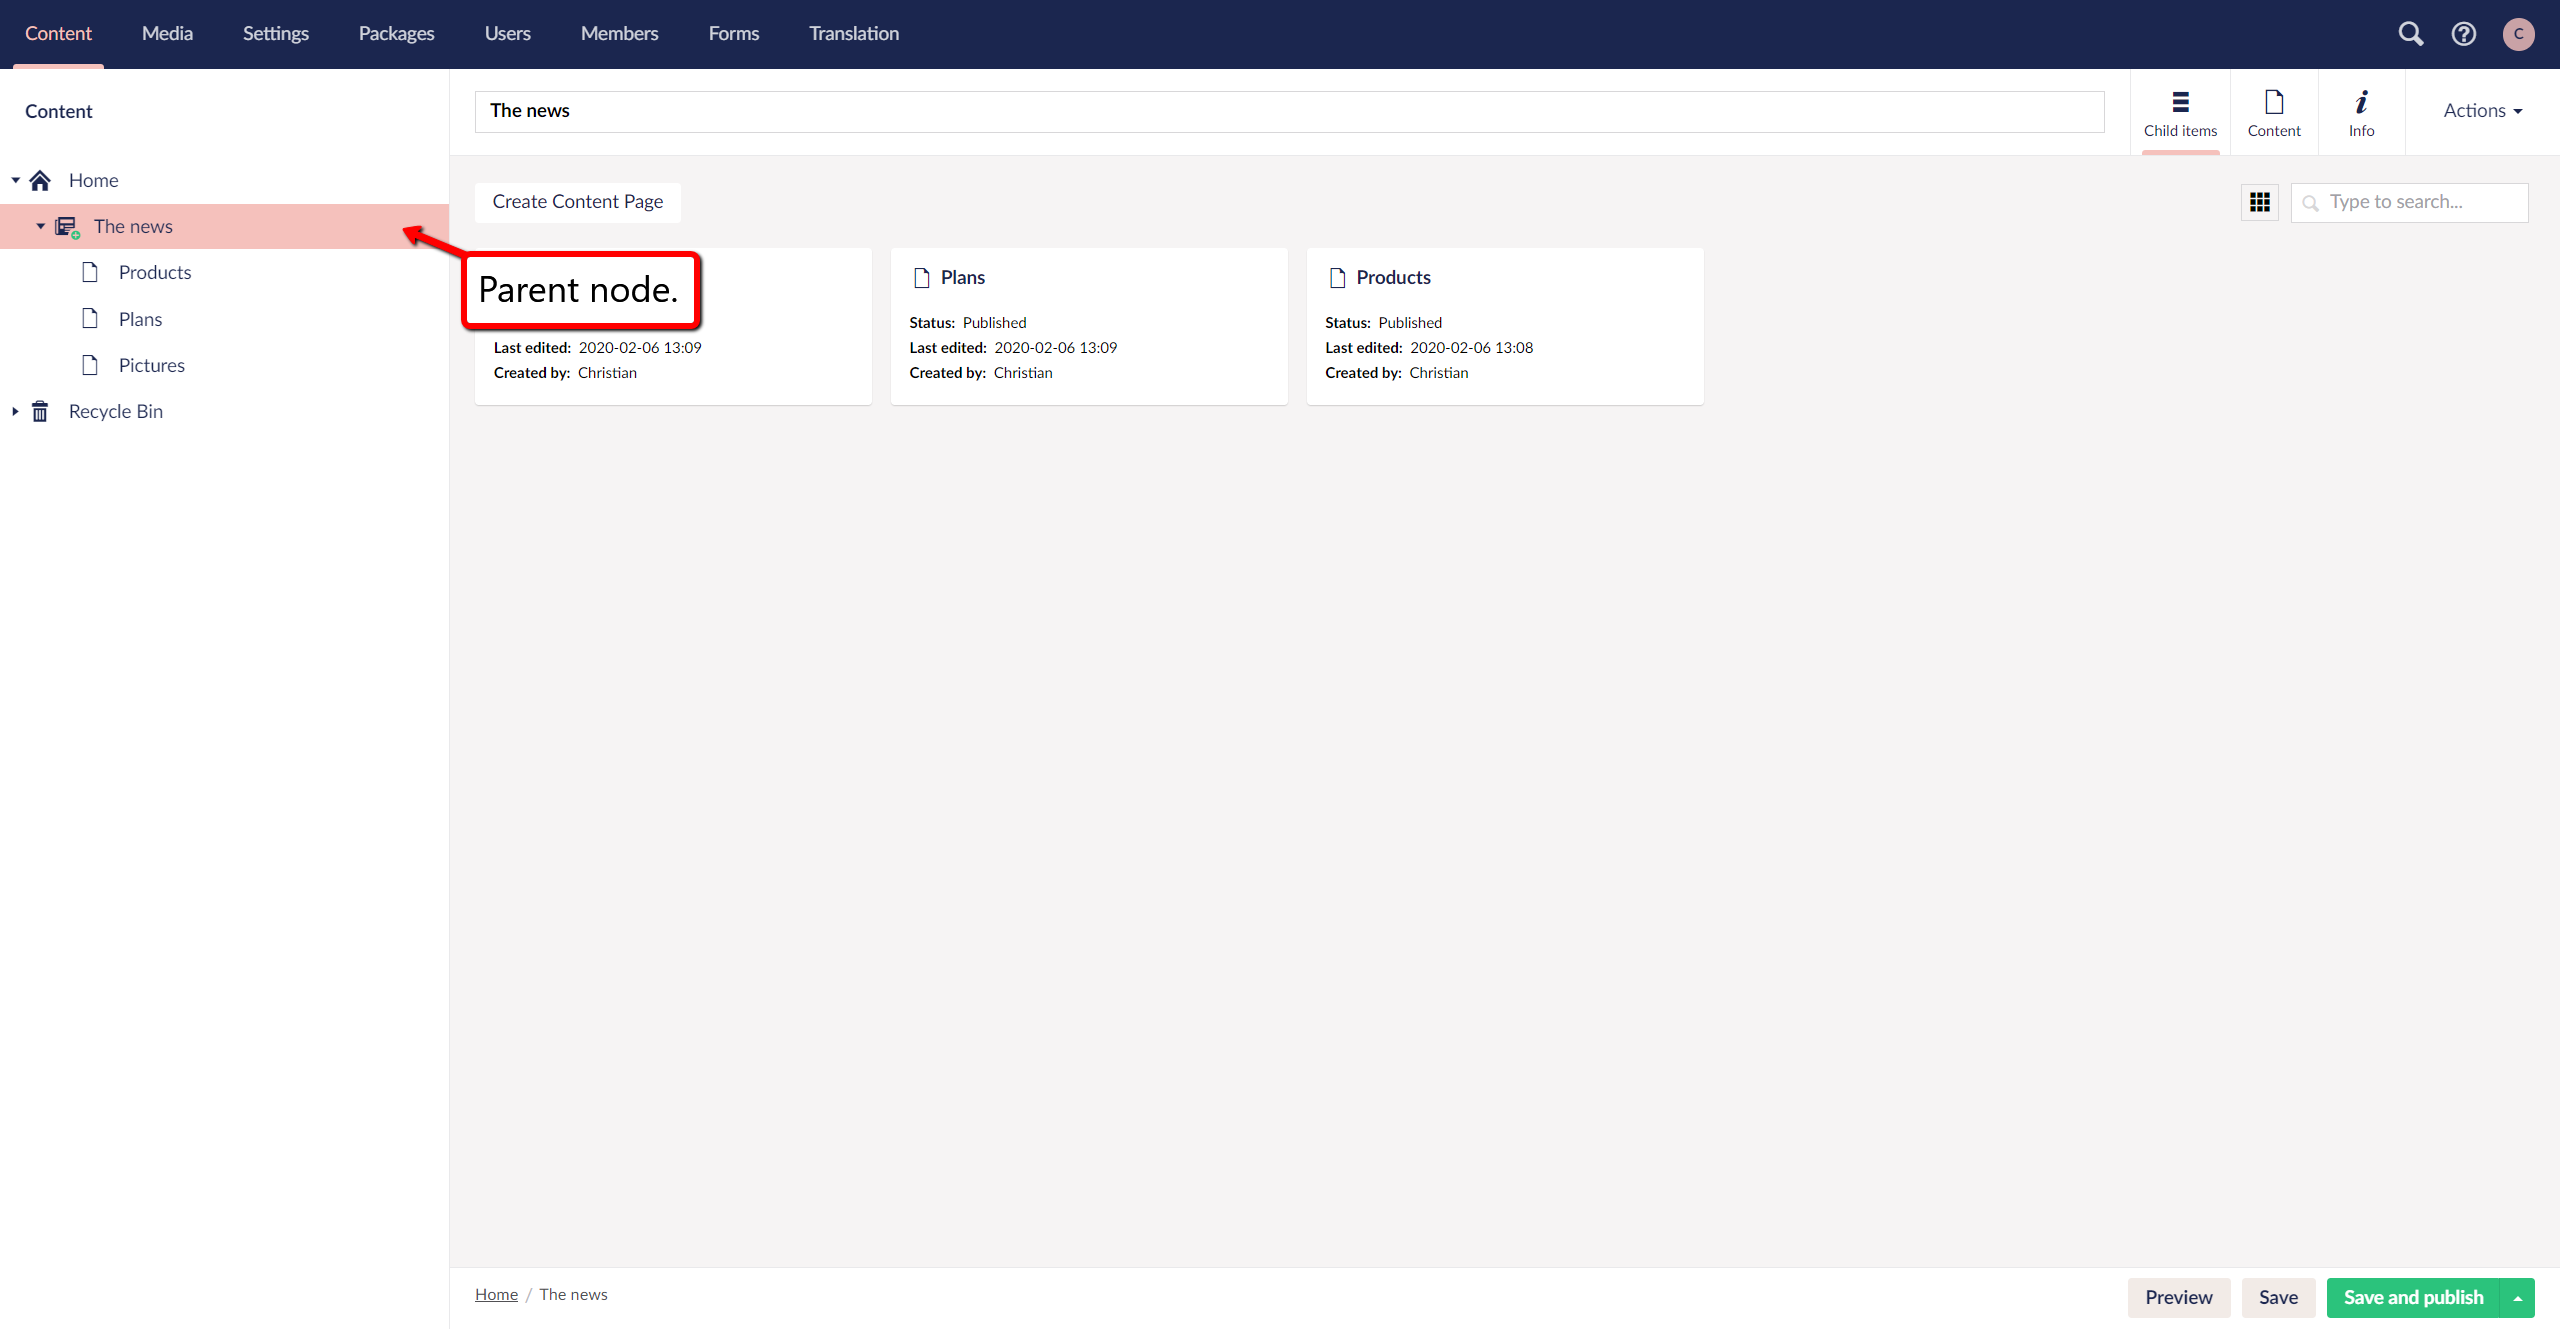 Content Media Settings Packages Users Members Forms Translation C
Content
The news
Child items Content Info Actions
Home
The news
Products
Plans
Pictures
Recycle Bin
Create Content Page
Type to search...
Parent node.
Last edited: 2020-02-06 13:09
Created by: Christian
Plans
Status: Published
Last edited: 2020-02-06 13:09
Created by: Christian
Products
Status: Published
Last edited: 2020-02-06 13:08
Created by: Christian
Home / The news
Preview Save Save and publish